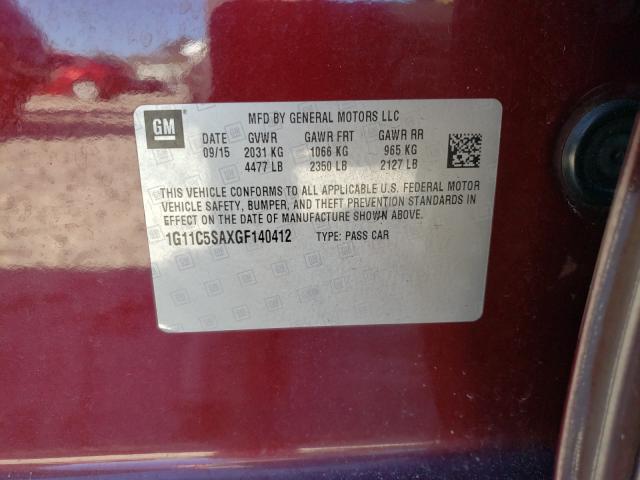 GM
MFD BY GENERAL MOTORS LLC
DATE GVWR GAWR FRT GAWR RR
09/15 2031 KG 1066 KG 965 KG
4477 LB 2350 LB 2127 LB
THIS VEHICLE CONFORMS TO ALL APPLICABLE U.S. FEDERAL MOTOR
VEHICLE SAFETY, BUMPER, AND THEFT PREVENTION STANDARDS IN
EFFECT ON THE DATE OF MANUFACTURE SHOWN ABOVE.
1G11C5SAXGF140412 TYPE: PASS CAR